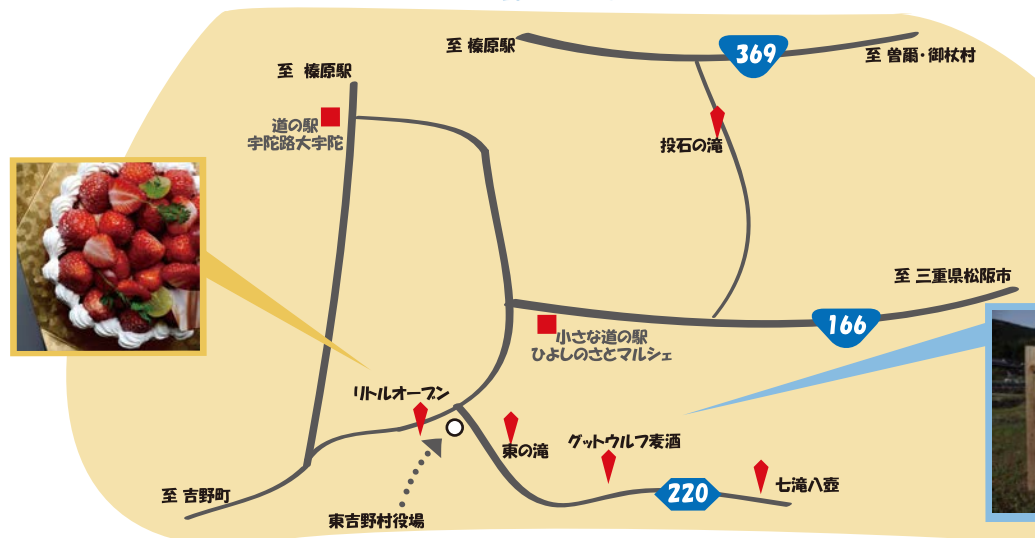 至 榛原駅
369
至 曽爾・御杖村
至 榛原駅
道の駅
宇陀路大宇陀
投石の滝
至 三重県松阪市
166
小さな道の駅
ひよしのさとマルシェ
リトルオーブン
東の滝
グットウルフ麦酒
七滝八壺
220
至 吉野町
東吉野村役場